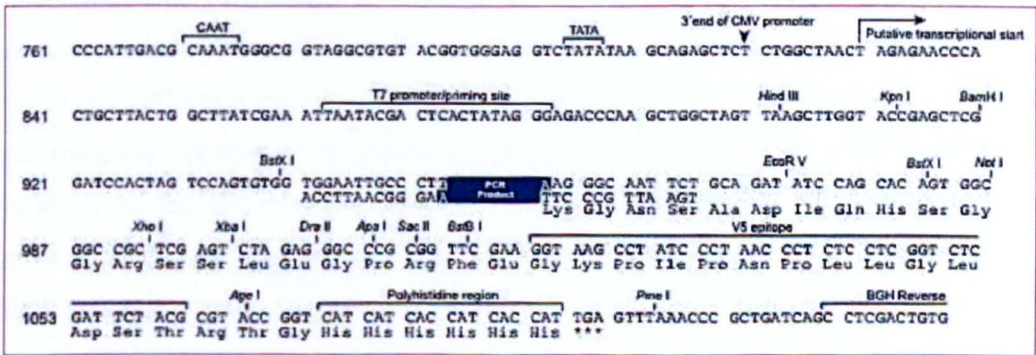 CAAT TATA 3´end of CMV promoter Putative transcriptional start
761 CCCATTGACG CAAATGGGCG GTAGGCGTGT ACGGTGGGAG GTCTATATAA GCAGAGCTCT CTGGCTAACT AGAGAACCCA
T7 promoter/priming site Hind III Kpn I BamH I
841 CTGCTTACTG GCTTATCGAA ATTAATACGA CTCACTATAGG GAGACCCAA GCTGGCTAGT TAAGCTTGGT ACCGAGCTCG
BstX I EcoR V BstX I Not I
921 GATCCACTAG TCCAGTGTGG TGGAATTGCC CTT PCR Product AAG GGC AAT TCT GCA GAT ATC CAG CAC AGT GGC
ACCTTAACGG GAA TTC CCG TTA AGT
Lys Gly Asn Ser Ala Asp Ile Gln His Ser Gly
Xho I Xba I Dra II Apa I Sac II BstB I V5 epitope
987 GGC CGC TCG AGT CTA GAG GGC CCG CGG TTC GAA GGT AAG CCT ATC CCT AAC CCT CTC CTC GGT CTC
Gly Arg Ser Ser Leu Glu Gly Pro Arg Phe Glu Gly Lys Pro Ile Pro Asn Pro Leu Leu Gly Leu
Age I Polyhistidine region Pme I BGH Reverse
1053 GAT TCT ACG CGT ACC GGT CAT CAT CAC CAT CAC CAT TGA GTTTAAACCC GCTGATCAGC CTCGACTGTG
Asp Ser Thr Arg Thr Gly His His His His His His ***